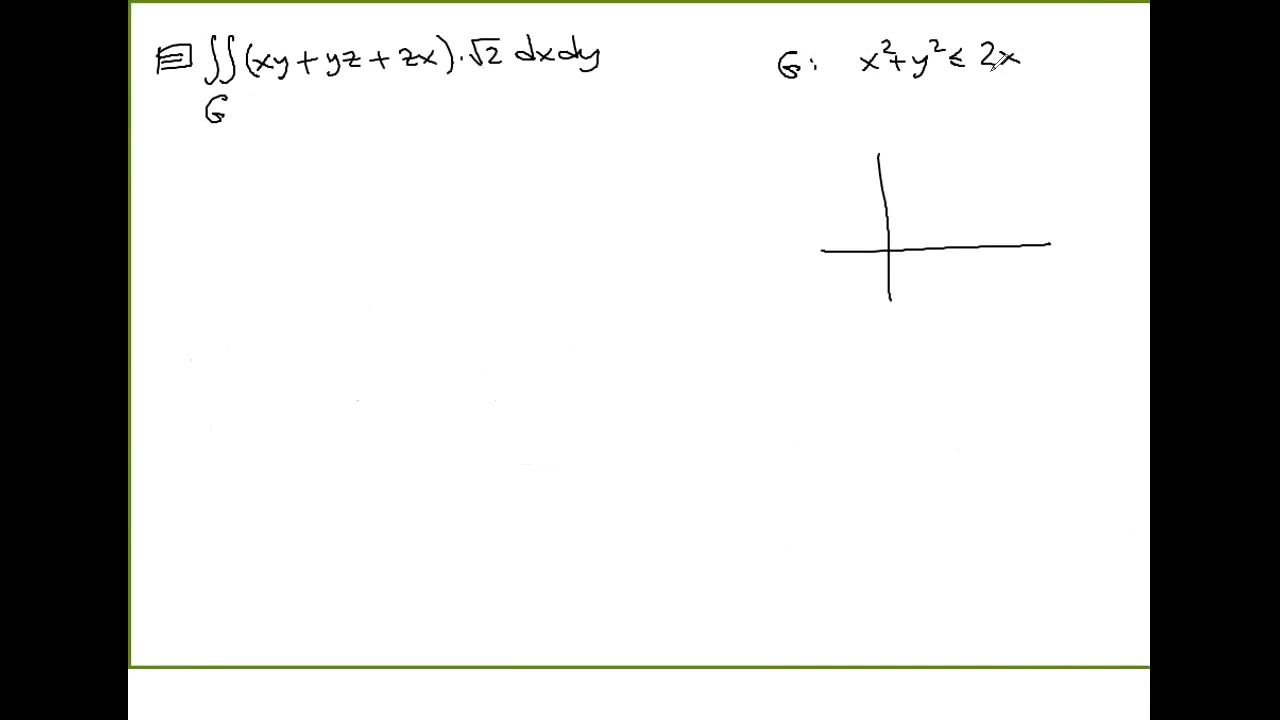 ∬(xy + yz + zx)·√2 dxdy G: x²+y² ≤ 2x
G